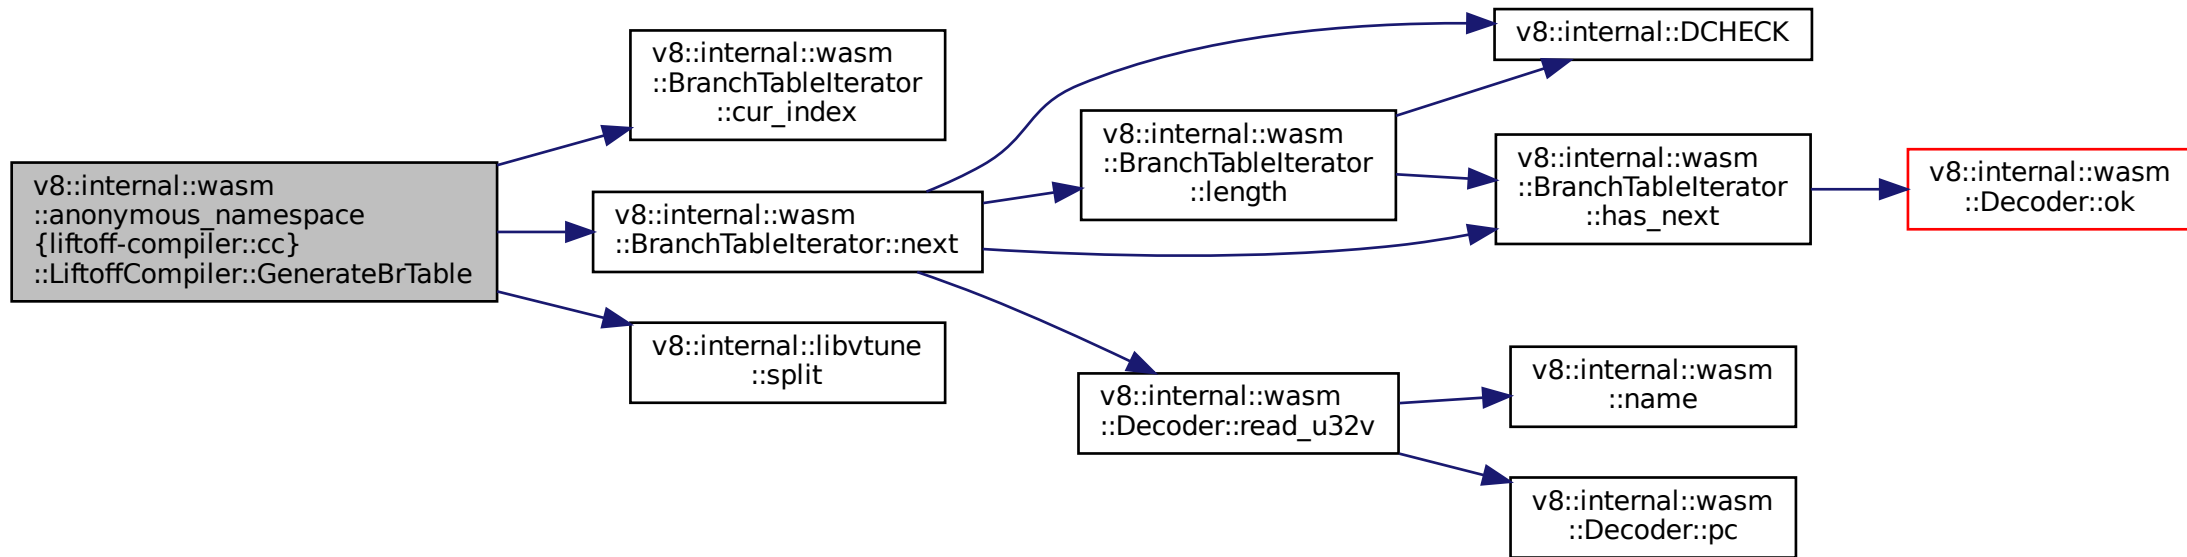 v8::internal::wasm
::anonymous_namespace
{liftoff-compiler::cc}
::LiftoffCompiler::GenerateBrTable
v8::internal::wasm
::BranchTableIterator
::cur_index
v8::internal::wasm
::BranchTableIterator::next
v8::internal::libvtune
::split
v8::internal::DCHECK
v8::internal::wasm
::BranchTableIterator
::length
v8::internal::wasm
::BranchTableIterator
::has_next
v8::internal::wasm
::Decoder::ok
v8::internal::wasm
::Decoder::read_u32v
v8::internal::wasm
::name
v8::internal::wasm
::Decoder::pc